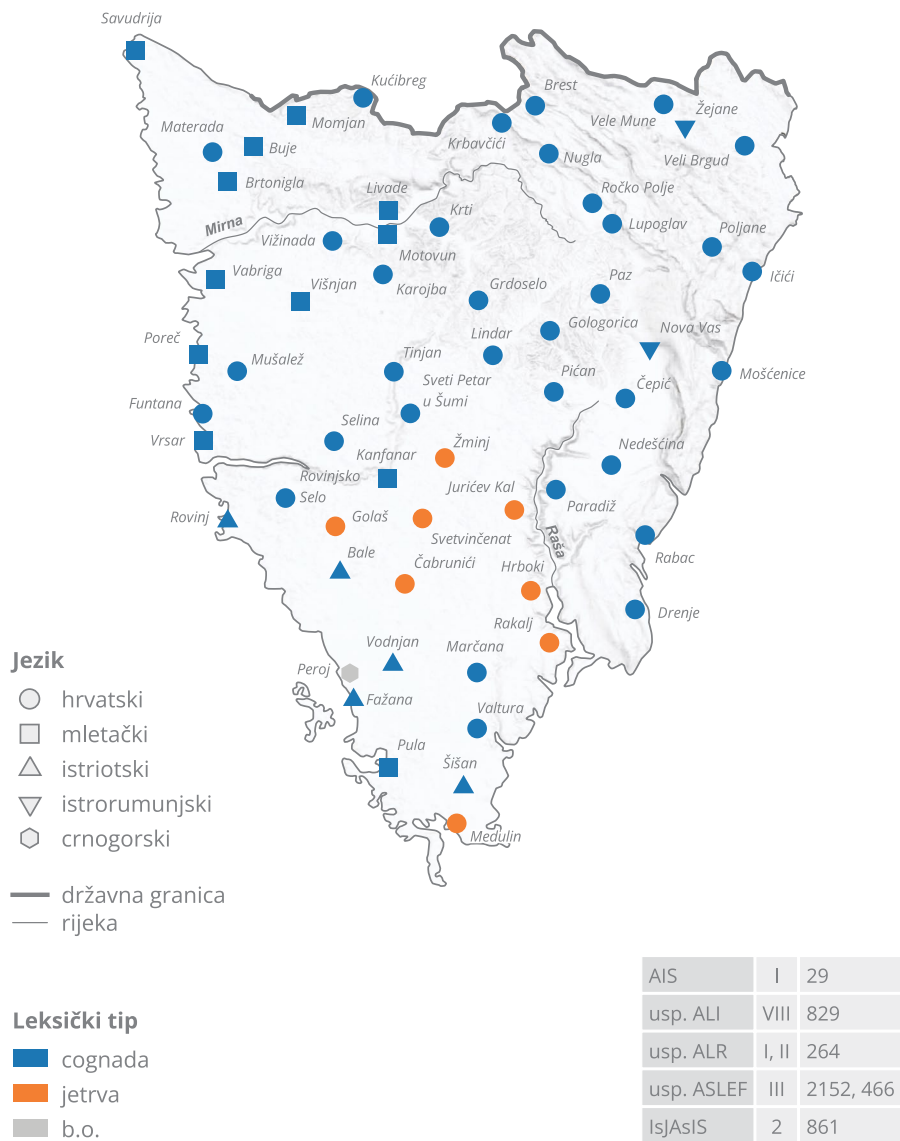 Savudrija
Kućibreg
Brest
Momjan
Vele Mune
Žejane
Materada
Buje
Krbavčići
Nugla
Veli Brgud
Brtonigla
Livade
Ročko Polje
Mirna
Krti
Lupoglav
Poljane
Vižinada
Motovun
Vabriga
Višnjan
Karojba
Grdoselo
Paz
Ičići
Gologorica
Nova Vas
Poreč
Lindar
Mušalež
Tinjan
Sveti Petar
u Šumi
Pićan
Čepić
Mošćenice
Funtana
Selina
Vrsar
Kanfanar
Žminj
Nedešćina
Rovinjsko
Selo
Jurićev Kal
Paradiž
Rovinj
Golaš
Svetvinčenat
Raša
Rabac
Bale
Čabrunići
Hrboki
Drenje
Rakalj
Vodnjan
Marčana
Peroj
Fažana
Valtura
Pula
Šišan
Medulin
Jezik
hrvatski
mletački
istriotski
istrorumunjski
crnogorski
državna granica
rijeka
Leksički tip
cognada
jetrva
b.o.
AIS I 29
usp. ALI VIII 829
usp. ALR I, II 264
usp. ASLEF III 2152, 466
IsJAsIS 2 861